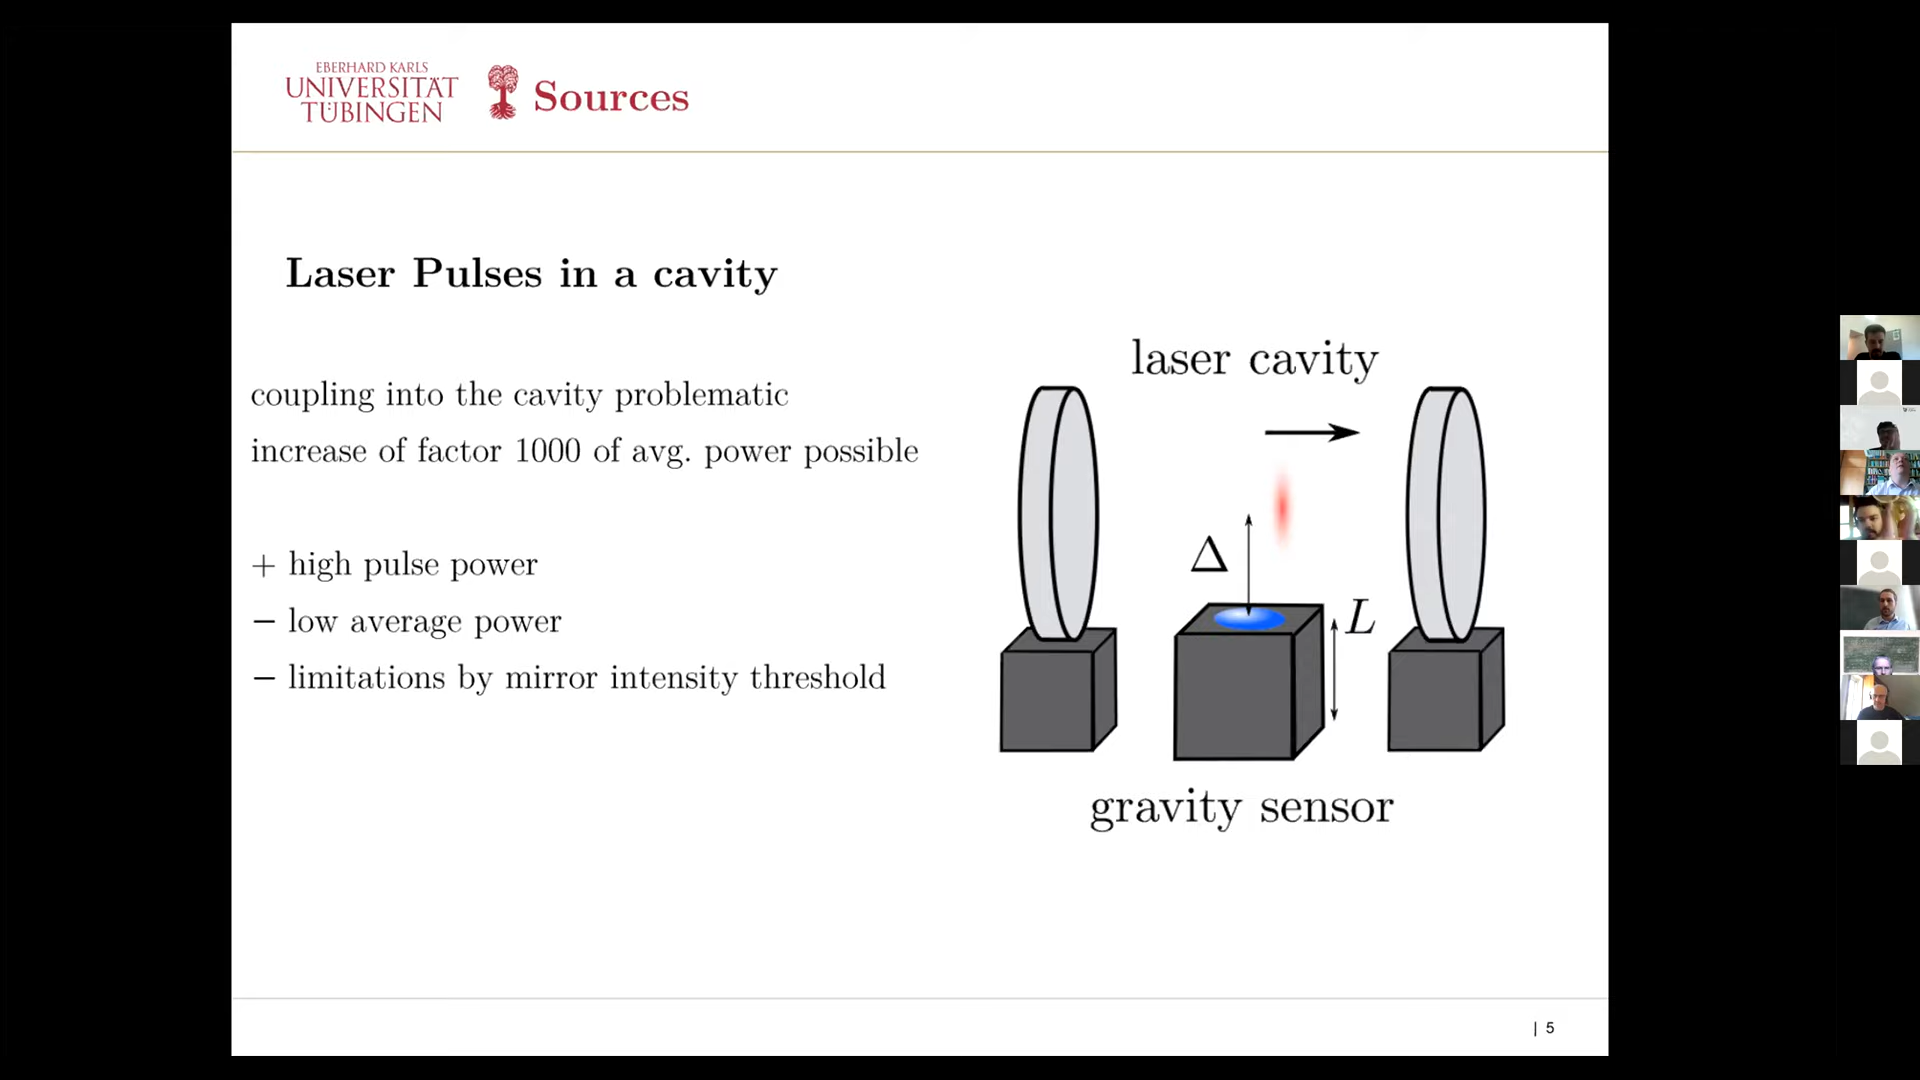 EBERHARD KARLS
UNIVERSITÄT
TÜBINGEN
Sources
Laser Pulses in a cavity
coupling into the cavity problematic
increase of factor 1000 of avg. power possible
+ high pulse power
− low average power
− limitations by mirror intensity threshold
laser cavity
Δ
L
gravity sensor
| 5